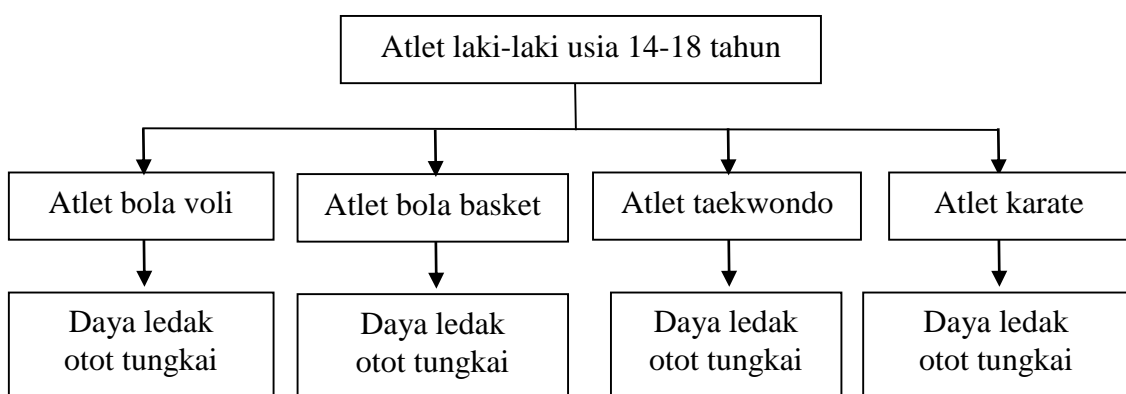 Atlet laki-laki usia 14-18 tahun
Atlet bola voli
Atlet bola basket
Atlet taekwondo
Atlet karate
Daya ledak
otot tungkai
Daya ledak
otot tungkai
Daya ledak
otot tungkai
Daya ledak
otot tungkai